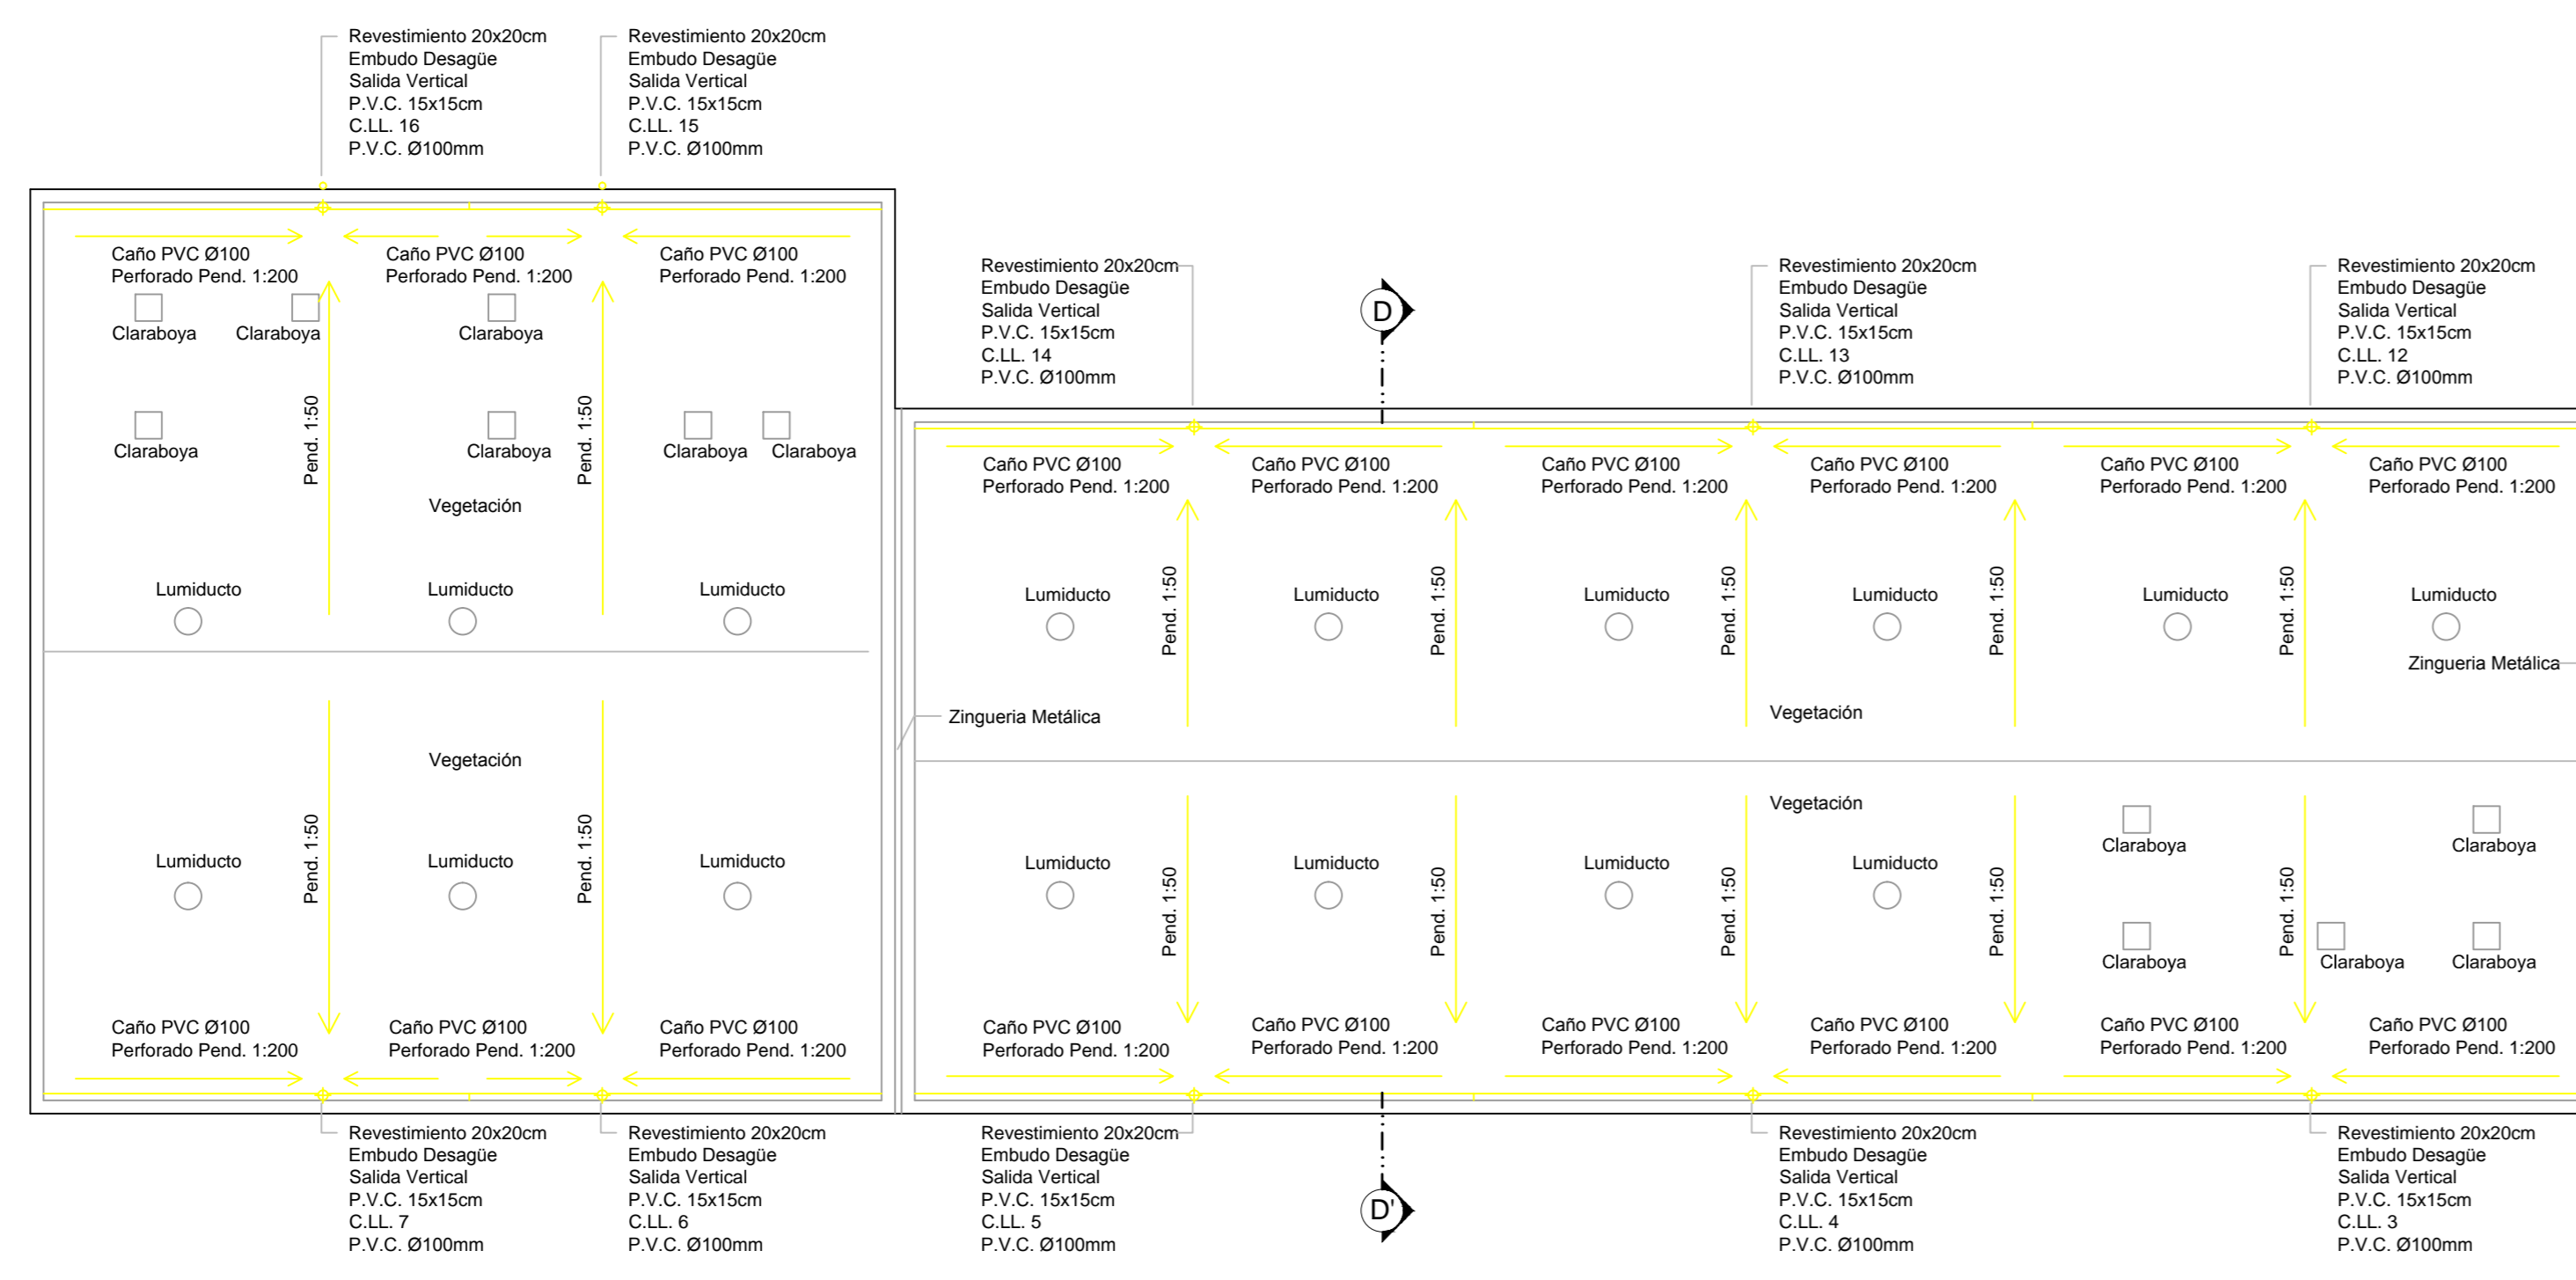 Revestimiento 20x20cm
Embudo Desagüe
Salida Vertical
P.V.C. 15x15cm
C.LL. 16
P.V.C. Ø100mm
Revestimiento 20x20cm
Embudo Desagüe
Salida Vertical
P.V.C. 15x15cm
C.LL. 15
P.V.C. Ø100mm
Caño PVC Ø100
Perforado Pend. 1:200
Caño PVC Ø100
Perforado Pend. 1:200
Caño PVC Ø100
Perforado Pend. 1:200
Claraboya
Claraboya
Claraboya
Claraboya
Claraboya
Claraboya
Claraboya
Pend. 1:50
Pend. 1:50
Vegetación
Lumiducto
Lumiducto
Lumiducto
Vegetación
Pend. 1:50
Pend. 1:50
Lumiducto
Lumiducto
Lumiducto
Caño PVC Ø100
Perforado Pend. 1:200
Caño PVC Ø100
Perforado Pend. 1:200
Caño PVC Ø100
Perforado Pend. 1:200
Revestimiento 20x20cm
Embudo Desagüe
Salida Vertical
P.V.C. 15x15cm
C.LL. 7
P.V.C. Ø100mm
Revestimiento 20x20cm
Embudo Desagüe
Salida Vertical
P.V.C. 15x15cm
C.LL. 6
P.V.C. Ø100mm
Revestimiento 20x20cm
Embudo Desagüe
Salida Vertical
P.V.C. 15x15cm
C.LL. 14
P.V.C. Ø100mm
D
Revestimiento 20x20cm
Embudo Desagüe
Salida Vertical
P.V.C. 15x15cm
C.LL. 13
P.V.C. Ø100mm
Revestimiento 20x20cm
Embudo Desagüe
Salida Vertical
P.V.C. 15x15cm
C.LL. 12
P.V.C. Ø100mm
Caño PVC Ø100
Perforado Pend. 1:200
Caño PVC Ø100
Perforado Pend. 1:200
Caño PVC Ø100
Perforado Pend. 1:200
Caño PVC Ø100
Perforado Pend. 1:200
Caño PVC Ø100
Perforado Pend. 1:200
Caño PVC Ø100
Perforado Pend. 1:200
Lumiducto
Pend. 1:50
Lumiducto
Pend. 1:50
Lumiducto
Pend. 1:50
Lumiducto
Pend. 1:50
Lumiducto
Pend. 1:50
Lumiducto
Zingueria Metálica
Zingueria Metálica
Vegetación
Vegetación
Lumiducto
Pend. 1:50
Lumiducto
Pend. 1:50
Lumiducto
Pend. 1:50
Lumiducto
Pend. 1:50
Claraboya
Claraboya
Pend. 1:50
Claraboya
Claraboya
Claraboya
Caño PVC Ø100
Perforado Pend. 1:200
Caño PVC Ø100
Perforado Pend. 1:200
Caño PVC Ø100
Perforado Pend. 1:200
Caño PVC Ø100
Perforado Pend. 1:200
Caño PVC Ø100
Perforado Pend. 1:200
Caño PVC Ø100
Perforado Pend. 1:200
Revestimiento 20x20cm
Embudo Desagüe
Salida Vertical
P.V.C. 15x15cm
C.LL. 5
P.V.C. Ø100mm
D'
Revestimiento 20x20cm
Embudo Desagüe
Salida Vertical
P.V.C. 15x15cm
C.LL. 4
P.V.C. Ø100mm
Revestimiento 20x20cm
Embudo Desagüe
Salida Vertical
P.V.C. 15x15cm
C.LL. 3
P.V.C. Ø100mm